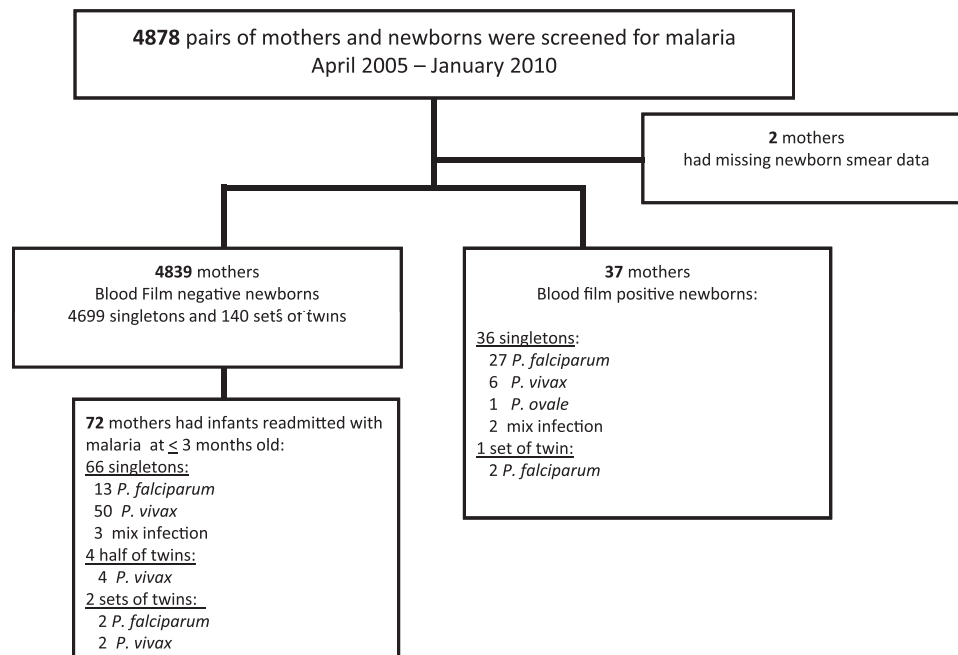 4878 pairs of mothers and newborns were screened for malaria
April 2005 – January 2010
2 mothers
had missing newborn smear data
4839 mothers
Blood Film negative newborns
4699 singletons and 140 sets of twins
37 mothers
Blood film positive newborns:
36 singletons:
27 P. falciparum
6 P. vivax
1 P. ovale
2 mix infection
1 set of twin:
2 P. falciparum
72 mothers had infants readmitted with
malaria at ≤ 3 months old:
66 singletons:
13 P. falciparum
50 P. vivax
3 mix infection
4 half of twins:
4 P. vivax
2 sets of twins:
2 P. falciparum
2 P. vivax